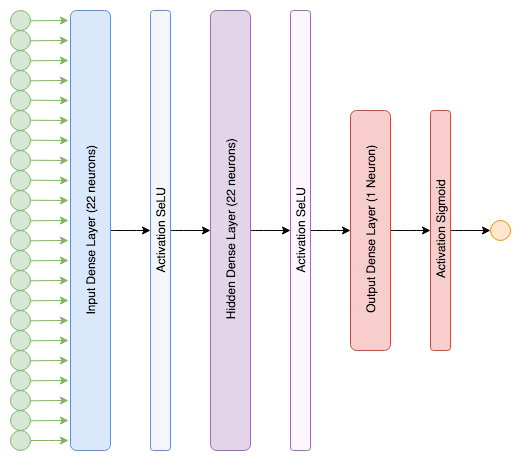 Input Dense Layer (22 neurons)
Activation SeLU
Hidden Dense Layer (22 neurons)
Activation SeLU
Output Dense Layer (1 Neuron)
Activation Sigmoid